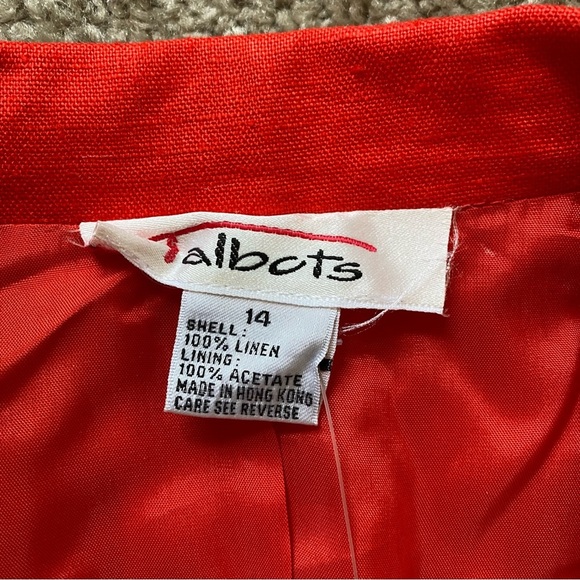 Talbots
14
SHELL:
100% LINEN
LINING:
100% ACETATE
MADE IN HONG KONG
CARE SEE REVERSE